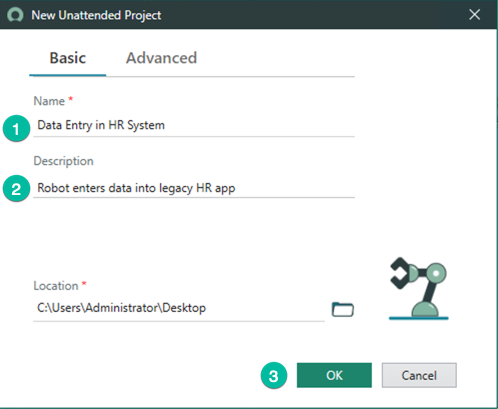 New Unattended Project
Basic Advanced
Name *
1 Data Entry in HR System
Description
2 Robot enters data into legacy HR app
Location *
C:\Users\Administrator\Desktop
3 OK Cancel